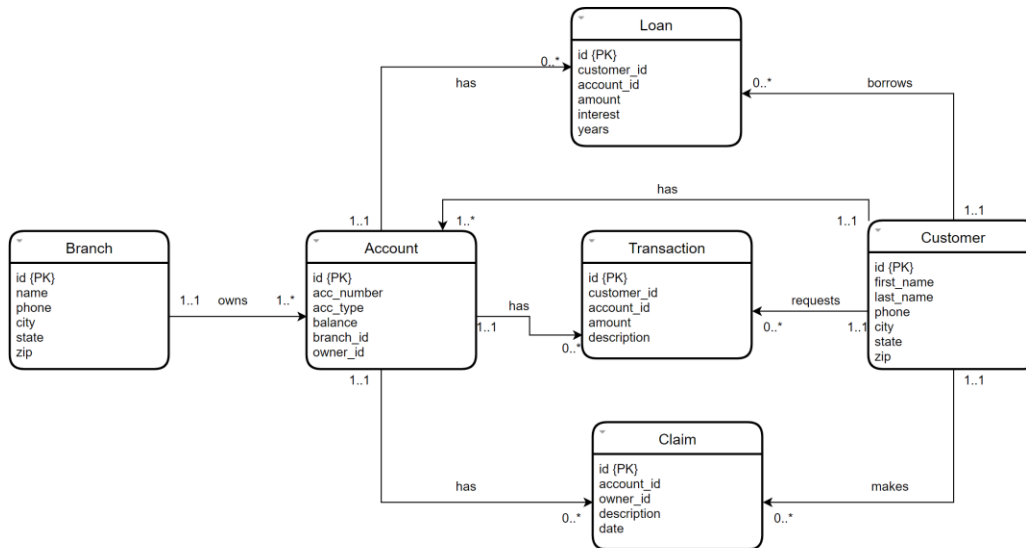 Loan
id {PK}
customer_id
account_id
amount
interest
years
0..*
has
0..*
borrows
has
1..1
1..*
1..1
1..1
Branch
id {PK}
name
phone
city
state
zip
1..1
owns
1..*
Account
id {PK}
acc_number
acc_type
balance
branch_id
owner_id
has
1..1
0..*
Transaction
id {PK}
customer_id
account_id
amount
description
requests
0..*
1..1
Customer
id {PK}
first_name
last_name
phone
city
state
zip
1..1
1..1
Claim
id {PK}
account_id
owner_id
description
date
has
0..*
makes
0..*